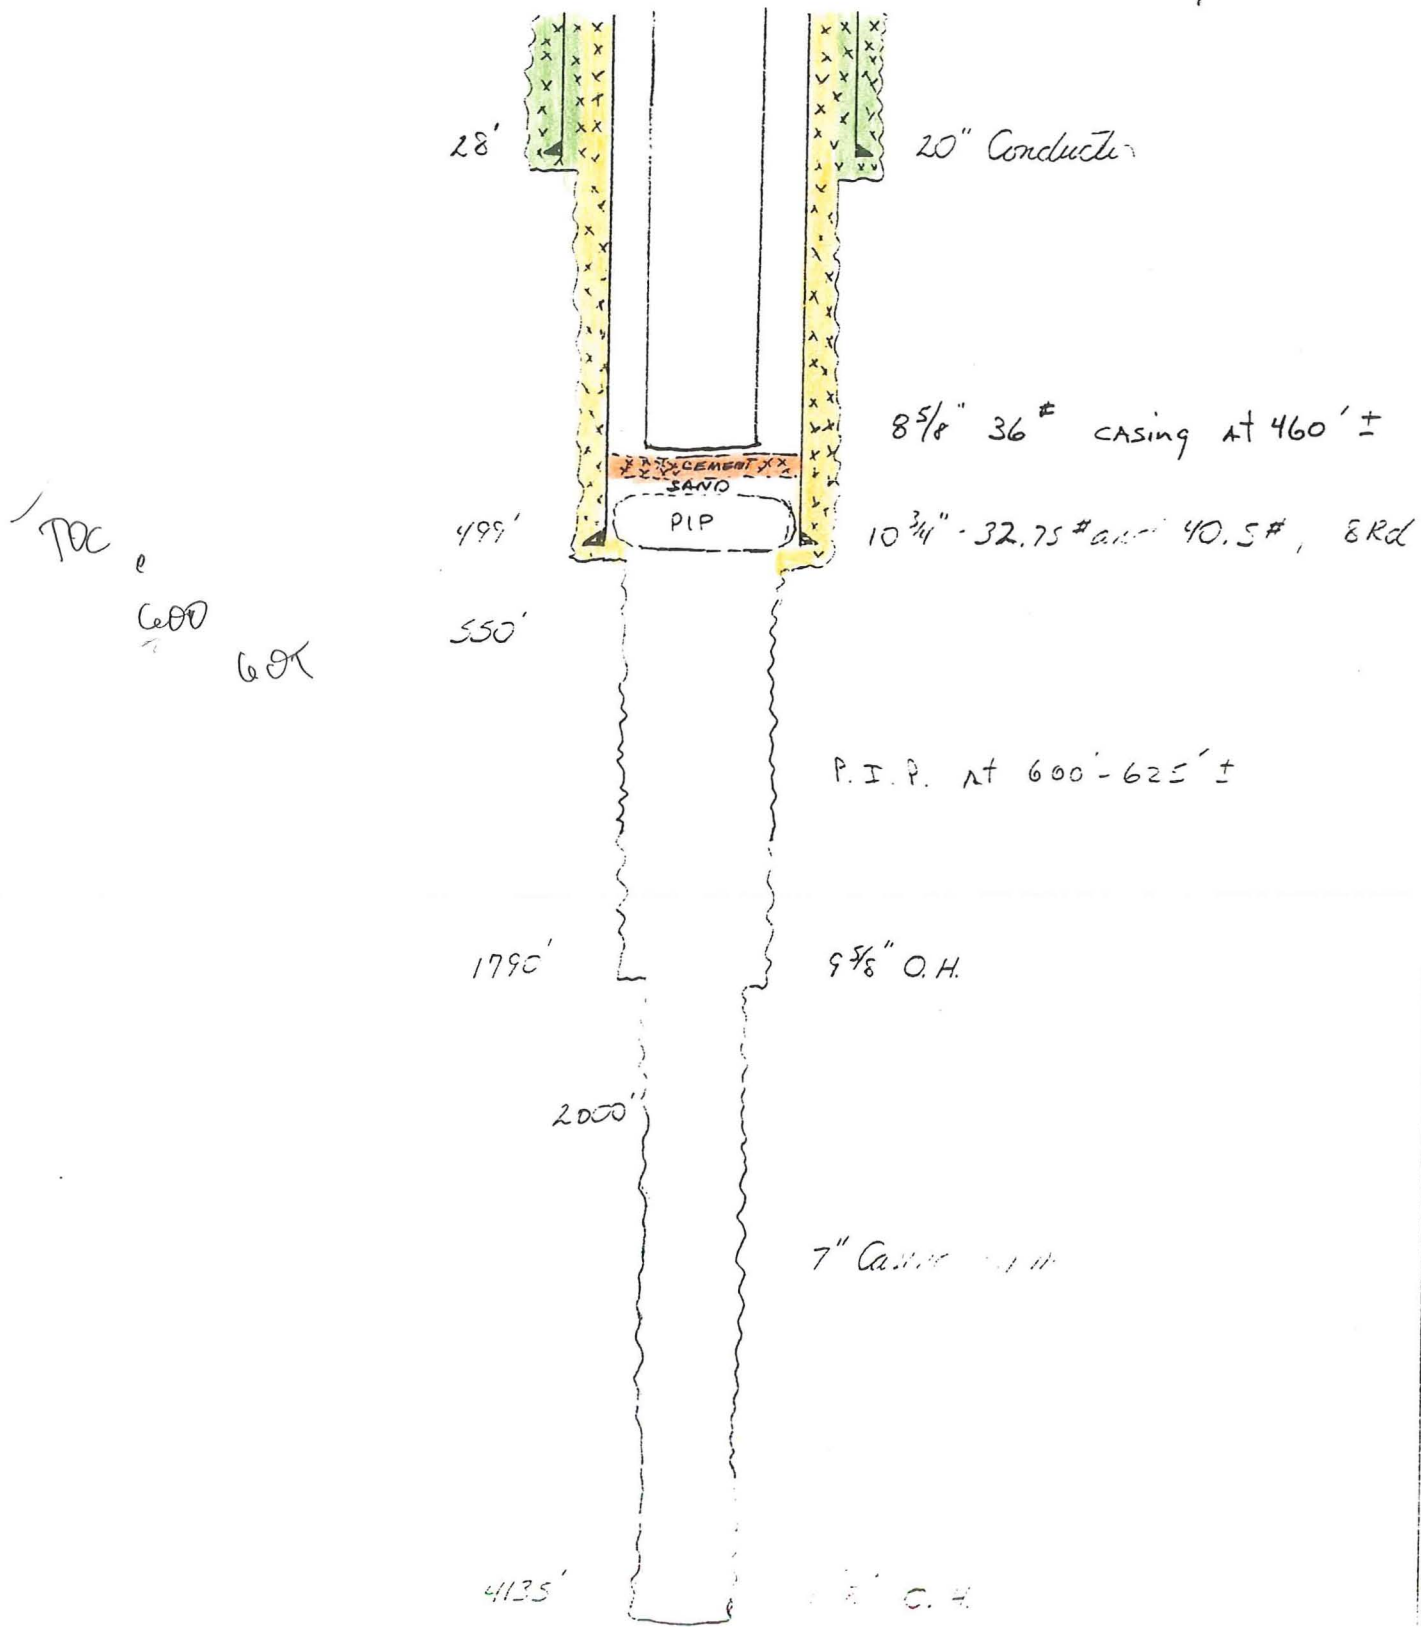 28'
20" Conductor
8 5/8" 36# casing at 460' ±
CEMENT
SAND
PIP
499'
10 3/4" - 32.75# and 40.5#, 8Rd
TOC
600
550'
P.I.P. at 600'-625' ±
1790'
9 5/8" O.H.
2000'
7"
4135'
O.H.